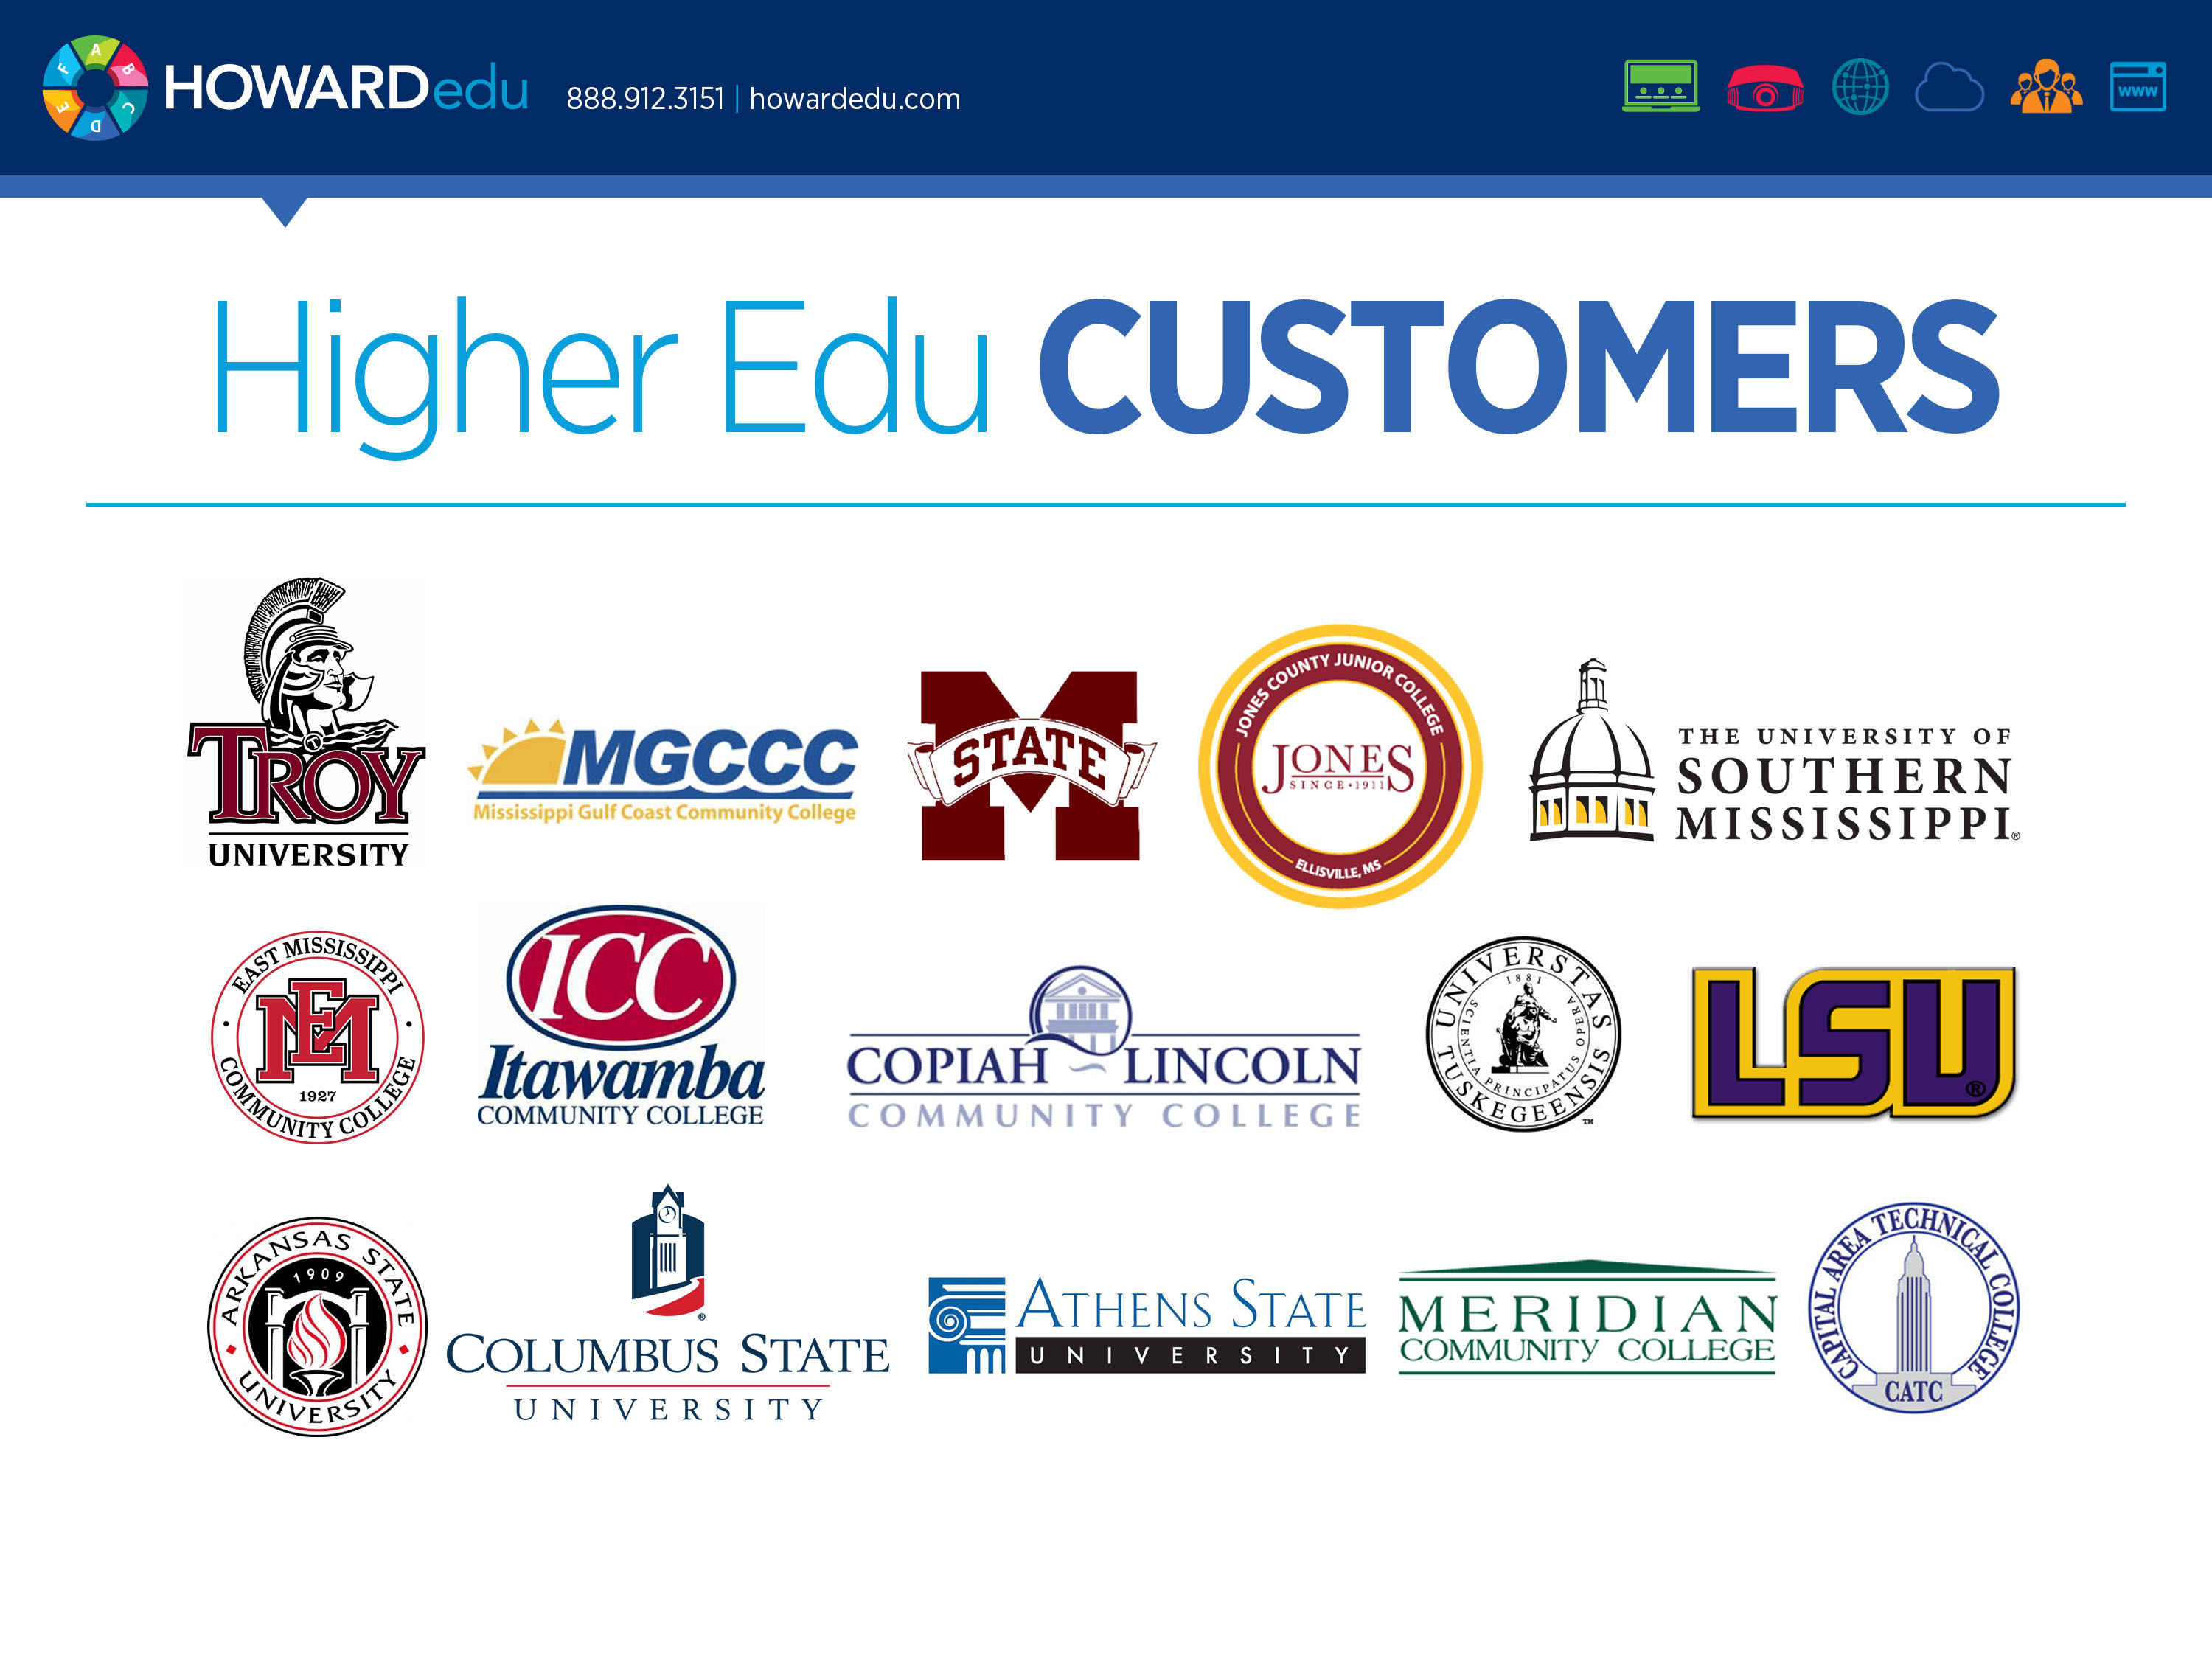 A B C D E F
HOWARDedu 888.912.3151 | howardedu.com
WWW
Higher Edu CUSTOMERS
T
TROY
UNIVERSITY
MGCCC
Mississippi Gulf Coast Community College
M
STATE
JONES COUNTY JUNIOR COLLEGE
JONES
SINCE•1911
ELLISVILLE, MS
THE UNIVERSITY OF
SOUTHERN
MISSISSIPPI®
EAST MISSISSIPPI
EM
1927
COMMUNITY COLLEGE
ICC
Itawamba
COMMUNITY COLLEGE
COPIAH LINCOLN
COMMUNITY COLLEGE
UNIVERSTAS
1881
SCIENTIA PRINCIPATUS OPERA
TUSKEGEENSIS
TM
LSU®
ARKANSAS STATE
1909
UNIVERSITY
®
COLUMBUS STATE
UNIVERSITY
ATHENS STATE
UNIVERSITY
MERIDIAN
COMMUNITY COLLEGE
CAPITAL AREA TECHNICAL COLLEGE
CATC